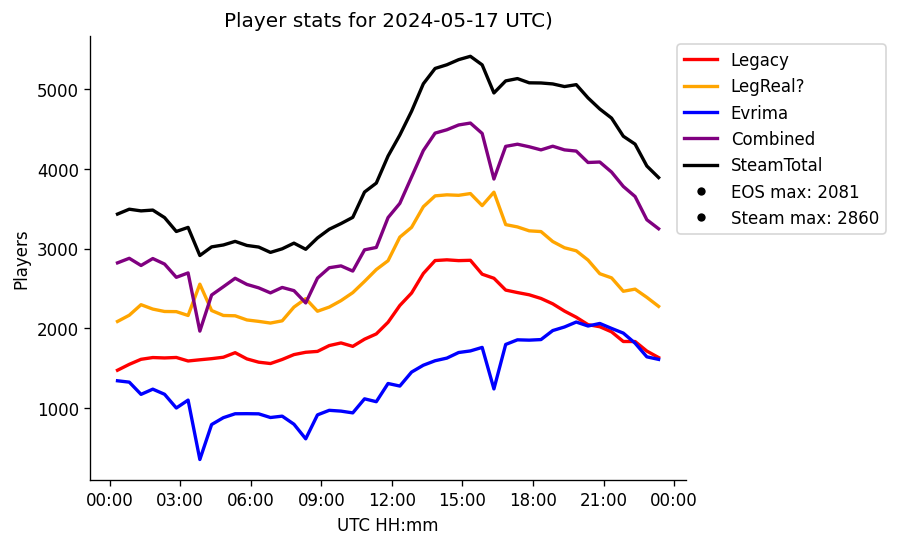 Player stats for 2024-05-17 UTC)
Legacy
LegReal?
Evrima
Combined
SteamTotal
EOS max: 2081
Steam max: 2860
Players
5000
4000
3000
2000
1000
00:00 03:00 06:00 09:00 12:00 15:00 18:00 21:00 00:00
UTC HH:mm